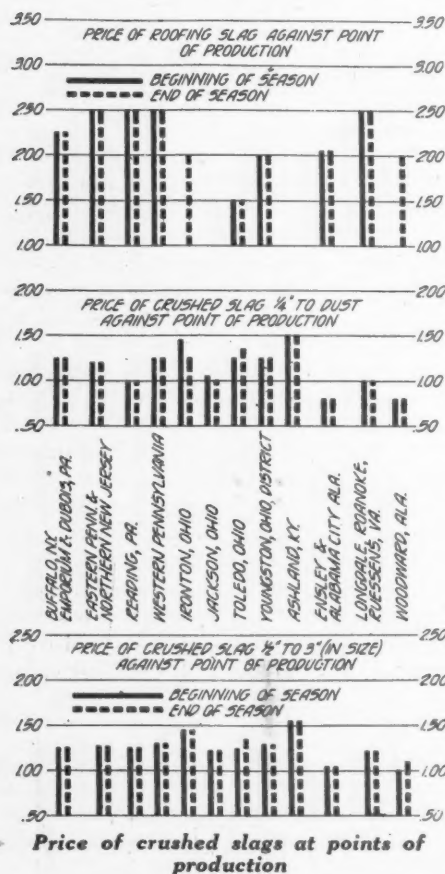 3.50 3.50
PRICE OF ROOFING SLAG AGAINST POINT
OF PRODUCTION
3.00 3.00
BEGINNING OF SEASON
END OF SEASON
2.50 2.50
2.00 2.00
1.50 1.50
1.00 1.00
2.00 2.00
PRICE OF CRUSHED SLAG 1/4" TO DUST
AGAINST POINT OF PRODUCTION
1.50 1.50
1.00 1.00
.50 .50
BUFFALO, N.Y.
EMPORUM & DUBOIS, PA.
EASTERN PENN. &
NORTHERN NEW JERSEY
READING, PA.
WESTERN PENNSYLVANIA
IRONTON, OHIO
JACKSON, OHIO
TOLEDO, OHIO
YOUNGSTON, OHIO, DISTRICT
ASHLAND, KY.
ENSLEY &
ALABAMA CITY ALA.
LONGDALE, ROANOKE,
RUESSENS, VA.
WOODWARD, ALA.
2.50 2.50
PRICE OF CRUSHED SLAG 1/2" TO 3" (IN SIZE)
AGAINST POINT OF PRODUCTION
2.00 2.00
BEGINNING OF SEASON
END OF SEASON
1.50 1.50
1.00 1.00
.50 .50
Price of crushed slags at points of
production